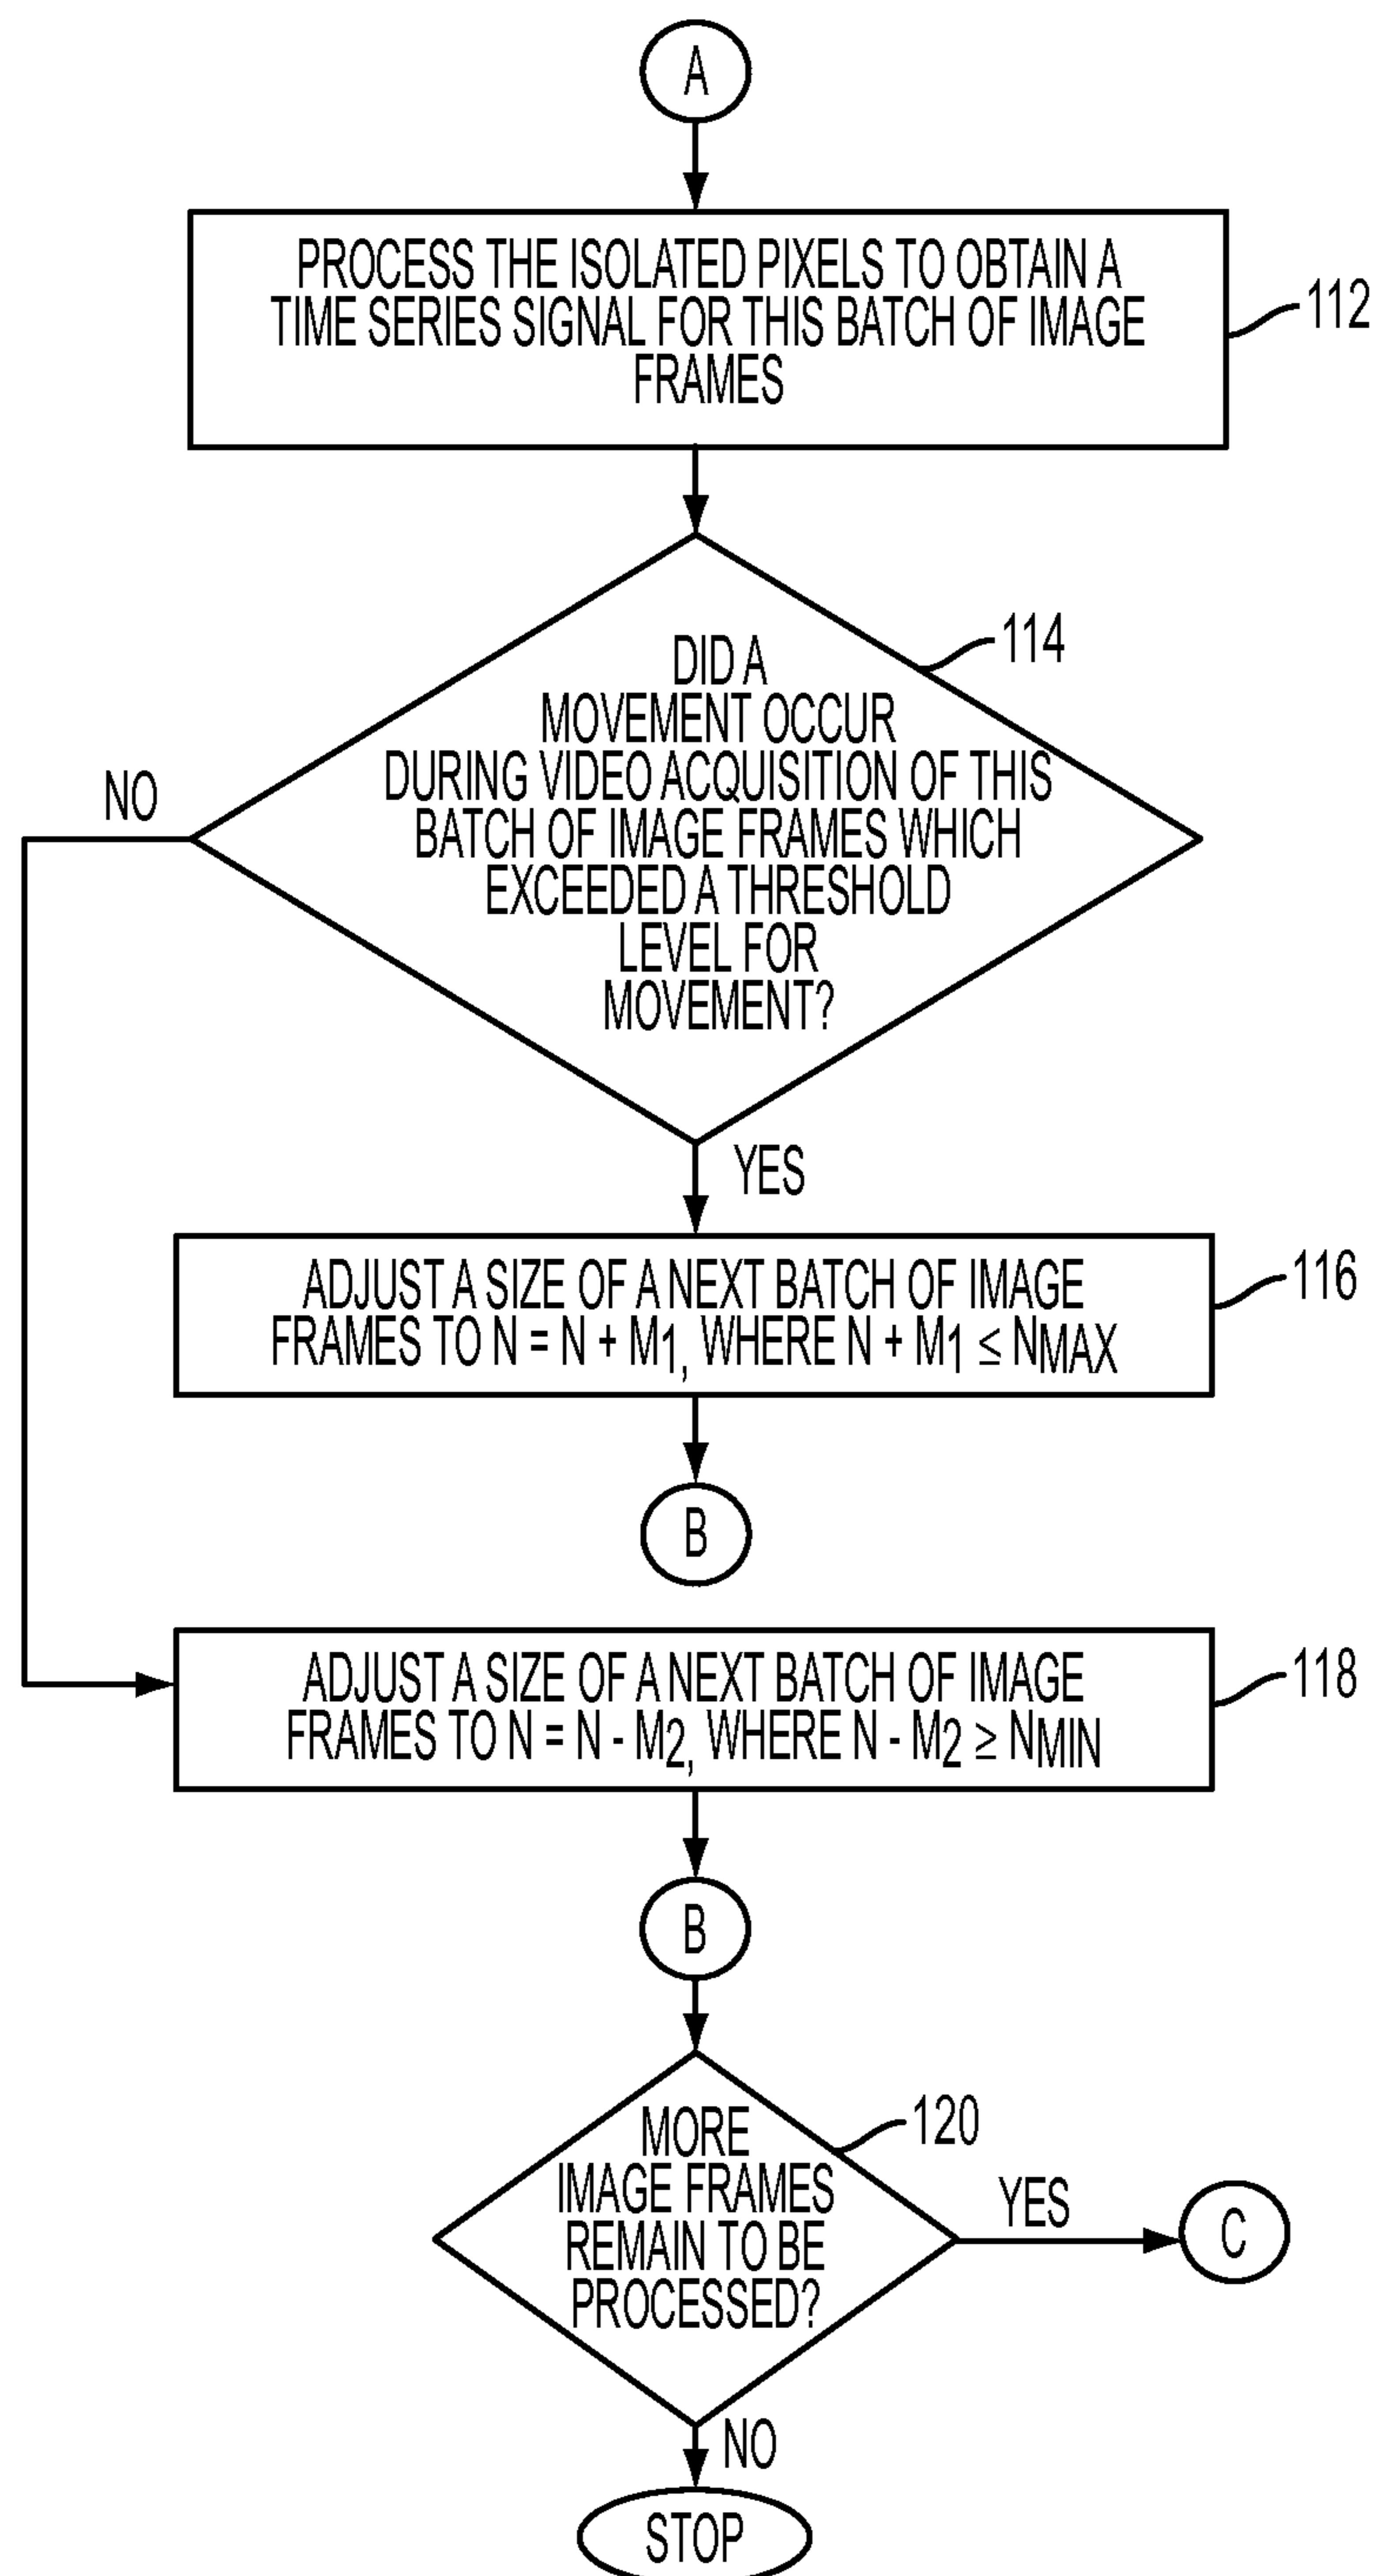 A
PROCESS THE ISOLATED PIXELS TO OBTAIN A
TIME SERIES SIGNAL FOR THIS BATCH OF IMAGE
FRAMES
112
114
DID A
MOVEMENT OCCUR
DURING VIDEO ACQUISITION OF THIS
BATCH OF IMAGE FRAMES WHICH
EXCEEDED A THRESHOLD
LEVEL FOR
MOVEMENT?
NO
YES
ADJUST A SIZE OF A NEXT BATCH OF IMAGE
FRAMES TO N = N + M1, WHERE N + M1 ≤ NMAX
116
B
ADJUST A SIZE OF A NEXT BATCH OF IMAGE
FRAMES TO N = N - M2, WHERE N - M2 ≥ NMIN
118
B
120
MORE
IMAGE FRAMES
REMAIN TO BE
PROCESSED?
YES
C
NO
STOP